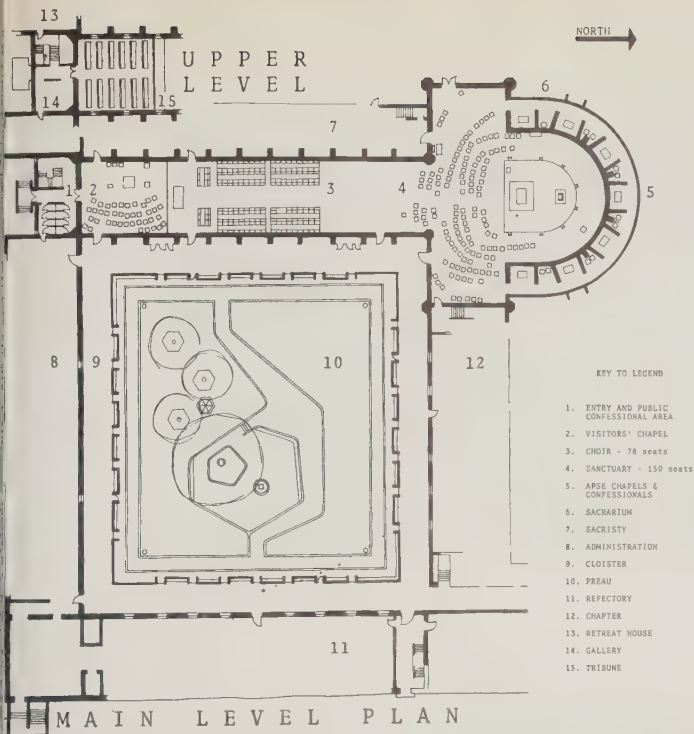 13
NORTH
UPPER
LEVEL
6
14
15
7
1
2
3
4
5
8
9
10
12
KEY TO LEGEND
1. ENTRY AND PUBLIC
CONFESSIONAL AREA
2. VISITORS' CHAPEL
3. CHOIR - 78 seats
4. SANCTUARY - 150 seats
5. APSE CHAPELS &
CONFESSIONALS
6. SACRARIUM
7. SACRISTY
8. ADMINISTRATION
9. CLOISTER
10. PREAU
11. REFECTORY
12. CHAPTER
13. RETREAT HOUSE
14. GALLERY
15. TRIBUNE
11
MAIN LEVEL PLAN